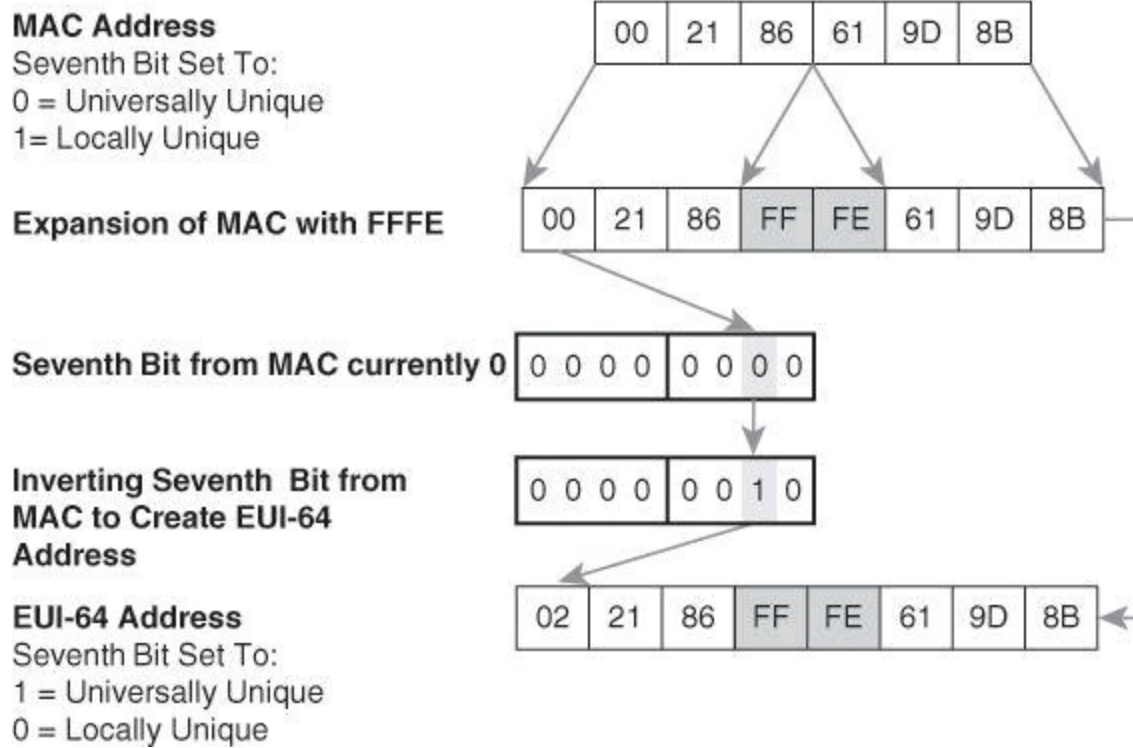 MAC Address
Seventh Bit Set To:
0 = Universally Unique
1= Locally Unique
00 21 86 61 9D 8B
Expansion of MAC with FFFE
00 21 86 FF FE 61 9D 8B
Seventh Bit from MAC currently 0
0 0 0 0 0 0 0 0
Inverting Seventh Bit from
MAC to Create EUI-64
Address
0 0 0 0 0 0 1 0
EUI-64 Address
Seventh Bit Set To:
1 = Universally Unique
0 = Locally Unique
02 21 86 FF FE 61 9D 8B